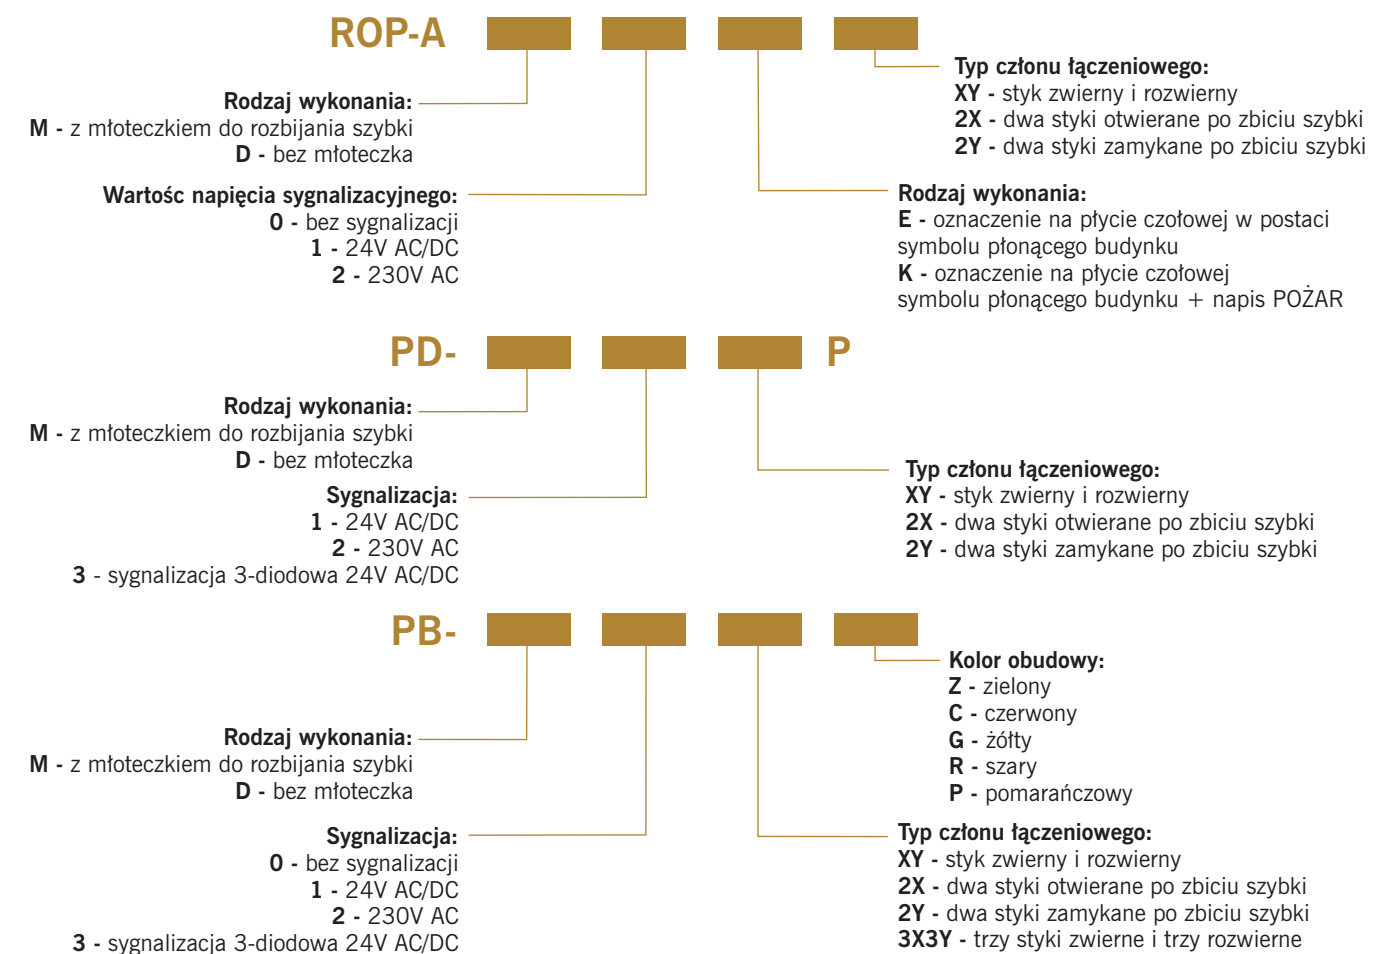 ROP-A
Rodzaj wykonania:
M - z młoteczkiem do rozbijania szybki
D - bez młoteczka
Wartośc napięcia sygnalizacyjnego:
0 - bez sygnalizacji
1 - 24V AC/DC
2 - 230V AC
Typ członu łączeniowego:
XY - styk zwierny i rozwierny
2X - dwa styki otwierane po zbiciu szybki
2Y - dwa styki zamykane po zbiciu szybki
Rodzaj wykonania:
E - oznaczenie na płycie czołowej w postaci
symbolu płonącego budynku
K - oznaczenie na płycie czołowej
symbolu płonącego budynku + napis POŻAR
PD- P
Rodzaj wykonania:
M - z młoteczkiem do rozbijania szybki
D - bez młoteczka
Sygnalizacja:
1 - 24V AC/DC
2 - 230V AC
3 - sygnalizacja 3-diodowa 24V AC/DC
Typ członu łączeniowego:
XY - styk zwierny i rozwierny
2X - dwa styki otwierane po zbiciu szybki
2Y - dwa styki zamykane po zbiciu szybki
PB-
Rodzaj wykonania:
M - z młoteczkiem do rozbijania szybki
D - bez młoteczka
Sygnalizacja:
0 - bez sygnalizacji
1 - 24V AC/DC
2 - 230V AC
3 - sygnalizacja 3-diodowa 24V AC/DC
Kolor obudowy:
Z - zielony
C - czerwony
G - żółty
R - szary
P - pomarańczowy
Typ członu łączeniowego:
XY - styk zwierny i rozwierny
2X - dwa styki otwierane po zbiciu szybki
2Y - dwa styki zamykane po zbiciu szybki
3X3Y - trzy styki zwierne i trzy rozwierne